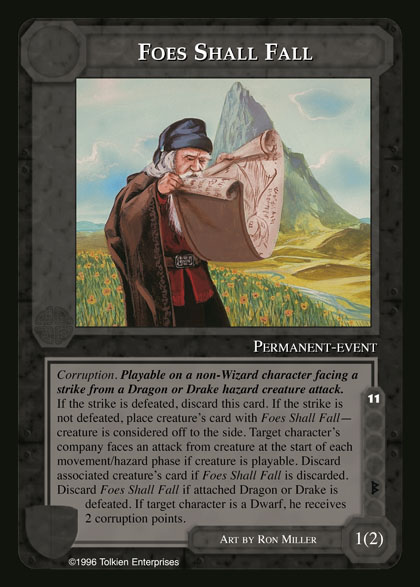 Foes Shall Fall
Permanent-event
Corruption. Playable on a non-Wizard character facing a
strike from a Dragon or Drake hazard creature attack.
If the strike is defeated, discard this card. If the strike is
not defeated, place creature's card with Foes Shall Fall—
creature is considered off to the side. Target character's
company faces an attack from creature at the start of each
movement/hazard phase if creature is playable. Discard
associated creature's card if Foes Shall Fall is discarded.
Discard Foes Shall Fall if attached Dragon or Drake is
defeated. If target character is a Dwarf, he receives
2 corruption points.
11
Art by Ron Miller
1(2)
©1996 Tolkien Enterprises